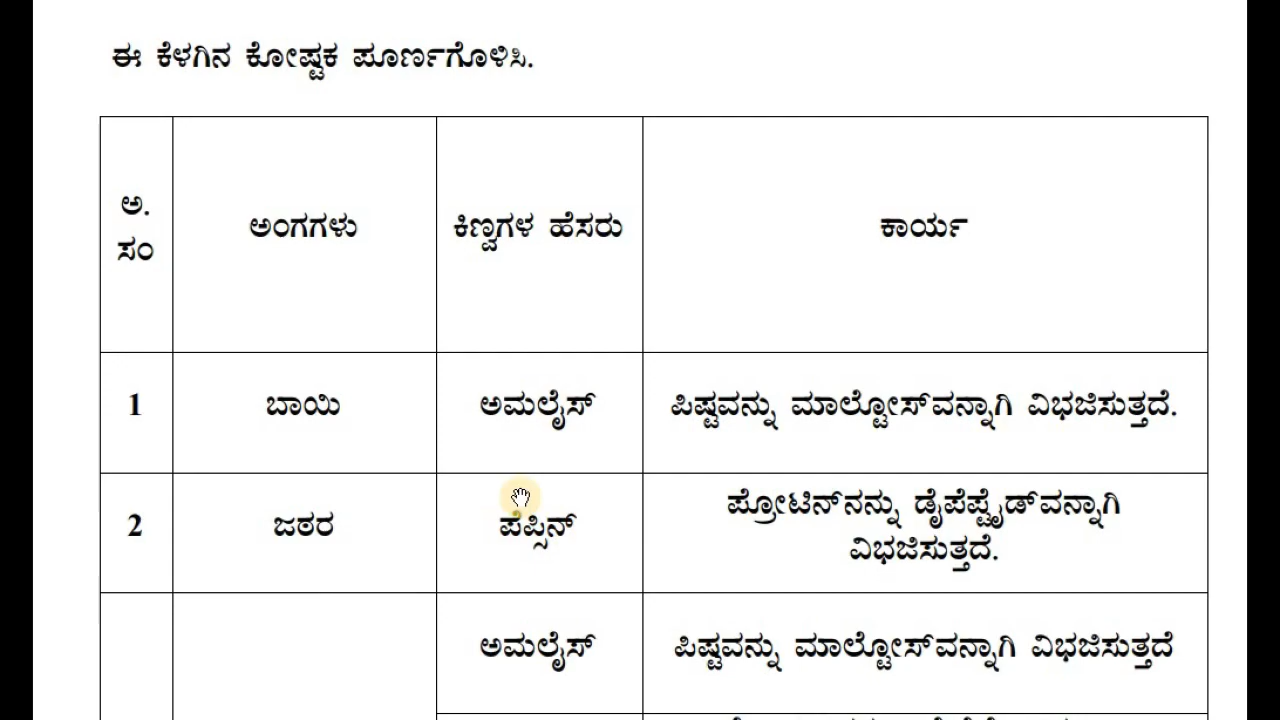 ಈ ಕೆಳಗಿನ ಕೋಷ್ಟಕ ಪೂರ್ಣಗೊಳಿಸಿ.
ಅ.
ಸಂ
ಅಂಗಗಳು
ಕಿಣ್ವಗಳ ಹೆಸರು
ಕಾರ್ಯ
1
ಬಾಯಿ
ಅಮಲೈಸ್
ಪಿಷ್ಟವನ್ನು ಮಾಲ್ಟೋಸ್‌ವನ್ನಾಗಿ ವಿಭಜಿಸುತ್ತದೆ.
2
ಜಠರ
ಪೆಪ್ಸಿನ್
ಪ್ರೋಟಿನ್‌ನನ್ನು ಡೈಪೆಪ್ಟೈಡ್‌ವನ್ನಾಗಿ
ವಿಭಜಿಸುತ್ತದೆ.
ಅಮಲೈಸ್
ಪಿಷ್ಟವನ್ನು ಮಾಲ್ಟೋಸ್‌ವನ್ನಾಗಿ ವಿಭಜಿಸುತ್ತದೆ